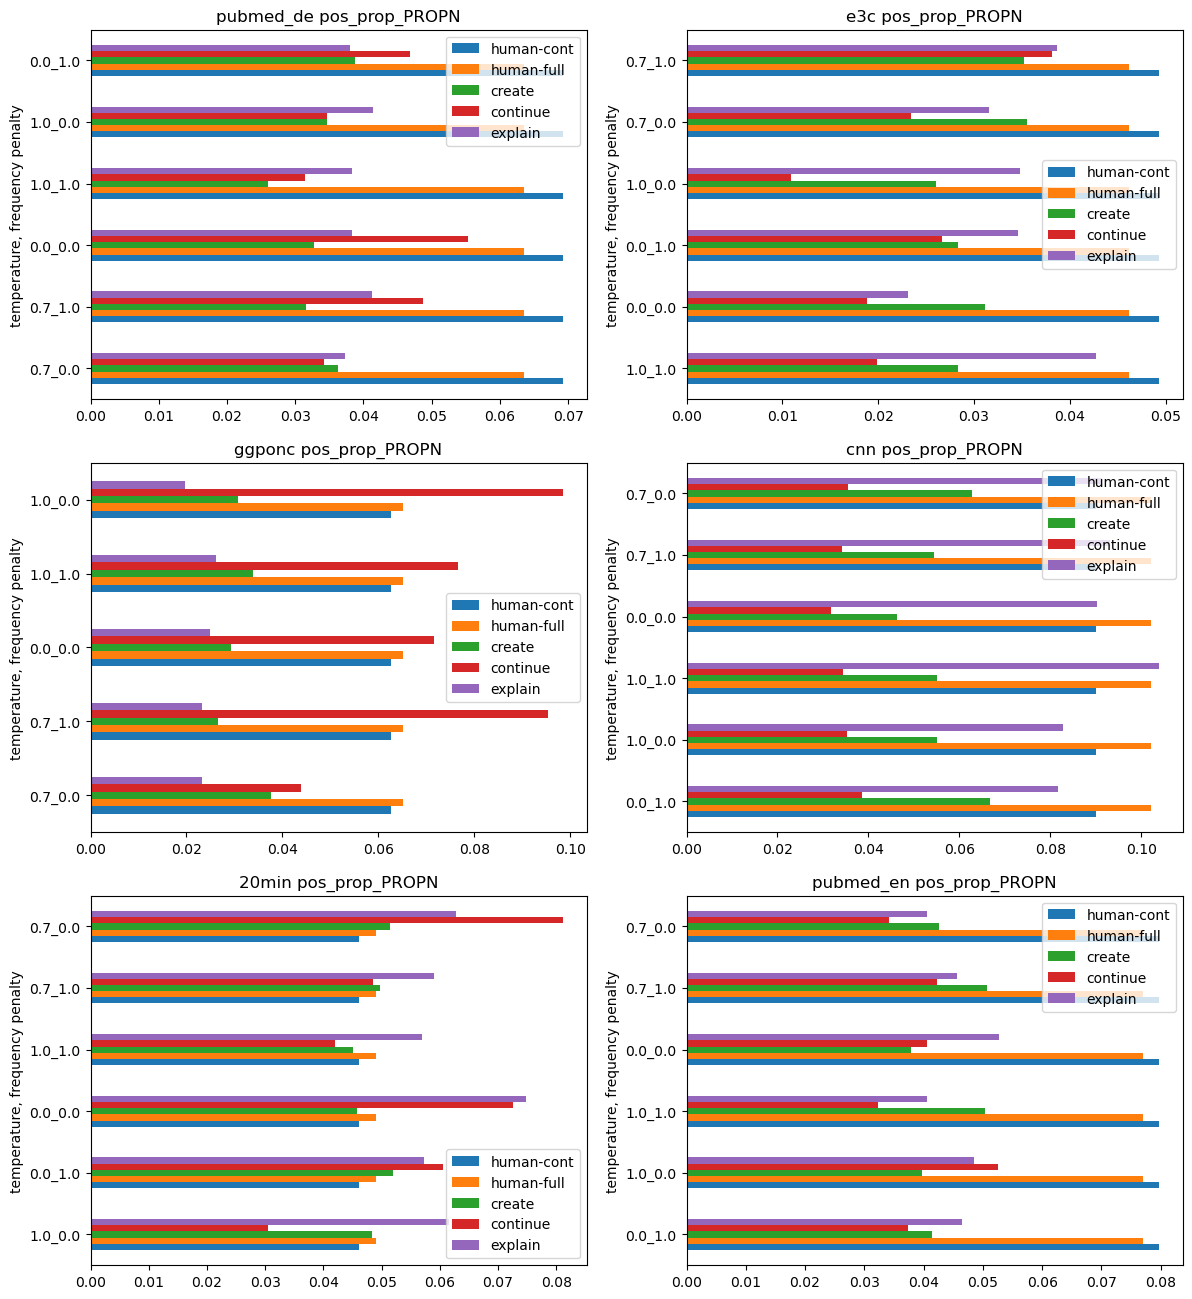 pubmed_de pos_prop_PROPN
temperature, frequency penalty
0.0_1.0
1.0_0.0
1.0_1.0
0.0_0.0
0.7_1.0
0.7_0.0
0.00 0.01 0.02 0.03 0.04 0.05 0.06 0.07
human-cont
human-full
create
continue
explain
e3c pos_prop_PROPN
temperature, frequency penalty
0.7_1.0
0.7_0.0
1.0_0.0
0.0_1.0
0.0_0.0
1.0_1.0
0.00 0.01 0.02 0.03 0.04 0.05
human-cont
human-full
create
continue
explain
ggponc pos_prop_PROPN
temperature, frequency penalty
1.0_0.0
1.0_1.0
0.0_0.0
0.7_1.0
0.7_0.0
0.00 0.02 0.04 0.06 0.08 0.10
human-cont
human-full
create
continue
explain
cnn pos_prop_PROPN
temperature, frequency penalty
0.7_0.0
0.7_1.0
0.0_0.0
1.0_1.0
1.0_0.0
0.0_1.0
0.00 0.02 0.04 0.06 0.08 0.10
human-cont
human-full
create
continue
explain
20min pos_prop_PROPN
temperature, frequency penalty
0.7_0.0
0.7_1.0
1.0_1.0
0.0_0.0
0.0_1.0
1.0_0.0
0.00 0.01 0.02 0.03 0.04 0.05 0.06 0.07 0.08
human-cont
human-full
create
continue
explain
pubmed_en pos_prop_PROPN
temperature, frequency penalty
0.7_0.0
0.7_1.0
0.0_0.0
1.0_1.0
1.0_0.0
0.0_1.0
0.00 0.01 0.02 0.03 0.04 0.05 0.06 0.07 0.08
human-cont
human-full
create
continue
explain